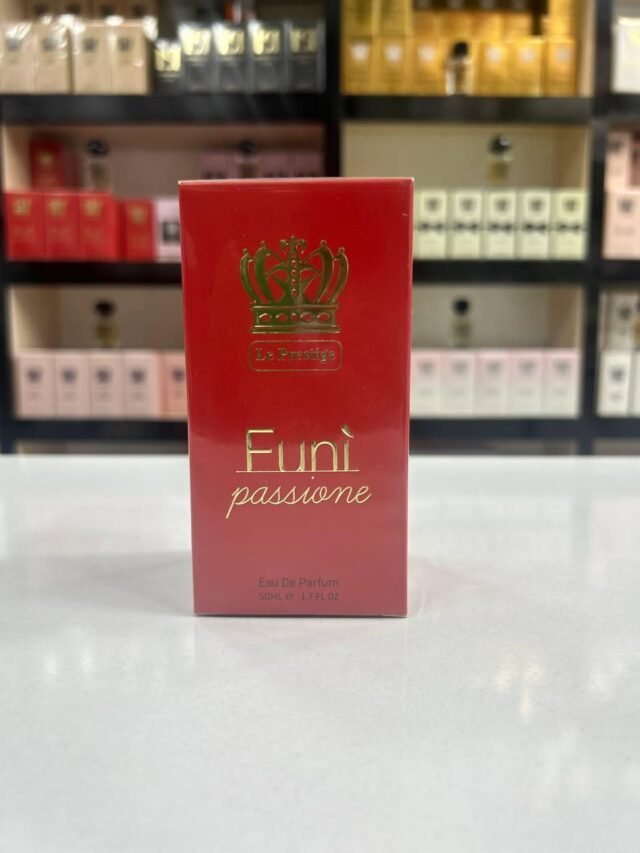 Le Prestige
Funì
passione
Eau De Parfum
50ML e 1.7 FL OZ